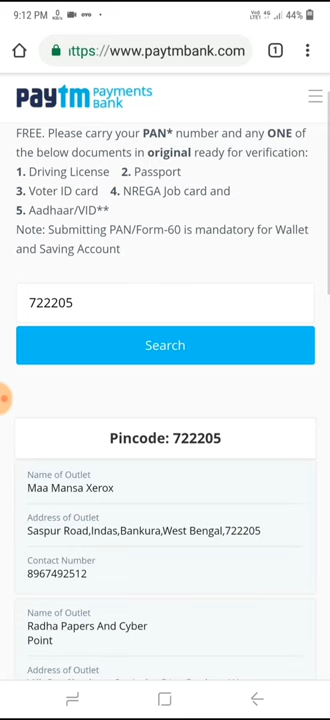 9:12 PM
0
KB/s
44%
ttps://www.paytmbank.com
1
paytm Payments
Bank
FREE. Please carry your PAN* number and any ONE of
the below documents in original ready for verification:
1. Driving License 2. Passport
3. Voter ID card 4. NREGA Job card and
5. Aadhaar/VID**
Note: Submitting PAN/Form-60 is mandatory for Wallet
and Saving Account
722205
Search
Pincode: 722205
Name of Outlet
Maa Mansa Xerox
Address of Outlet
Saspur Road,Indas,Bankura,West Bengal,722205
Contact Number
8967492512
Name of Outlet
Radha Papers And Cyber
Point
Address of Outlet